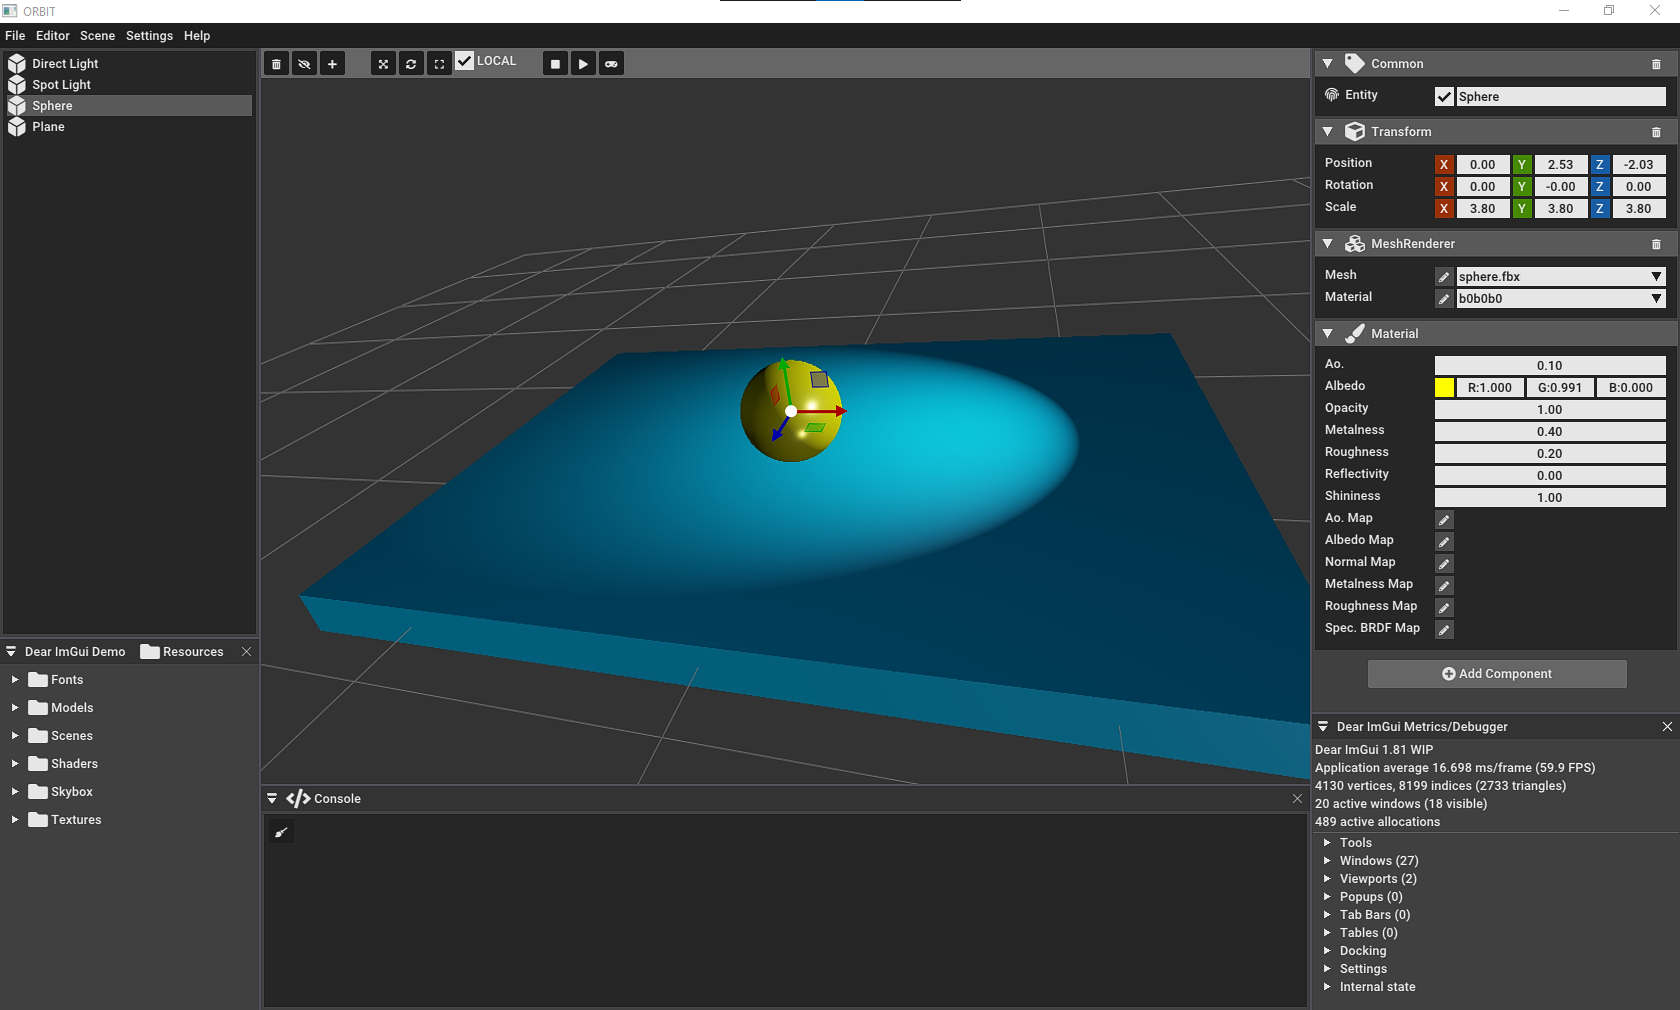 ORBIT
File Editor Scene Settings Help
Direct Light
Spot Light
Sphere
Plane
LOCAL
Common
Entity Sphere
Transform
Position X 0.00 Y 2.53 Z -2.03
Rotation X 0.00 Y -0.00 Z 0.00
Scale X 3.80 Y 3.80 Z 3.80
MeshRenderer
Mesh sphere.fbx
Material b0b0b0
Material
Ao. 0.10
Albedo R:1.000 G:0.991 B:0.000
Opacity 1.00
Metalness 0.40
Roughness 0.20
Reflectivity 0.00
Shininess 1.00
Ao. Map
Albedo Map
Normal Map
Metalness Map
Roughness Map
Spec. BRDF Map
Add Component
Dear ImGui Demo Resources
Fonts
Models
Scenes
Shaders
Skybox
Textures
Console
Dear ImGui Metrics/Debugger
Dear ImGui 1.81 WIP
Application average 16.698 ms/frame (59.9 FPS)
4130 vertices, 8199 indices (2733 triangles)
20 active windows (18 visible)
489 active allocations
Tools
Windows (27)
Viewports (2)
Popups (0)
Tab Bars (0)
Tables (0)
Docking
Settings
Internal state